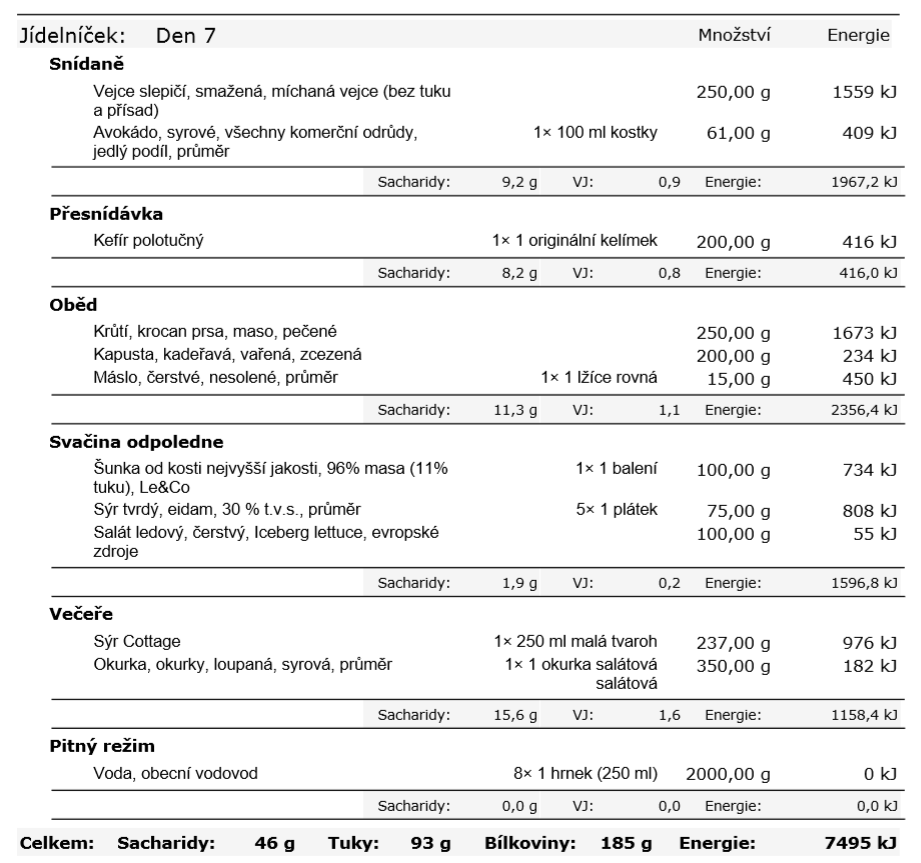 Jídelníček: Den 7 Množství Energie
Snídaně
Vejce slepičí, smažená, míchaná vejce (bez tuku 250,00 g 1559 kJ
a přísad)
Avokádo, syrové, všechny komerční odrůdy, 1× 100 ml kostky 61,00 g 409 kJ
jedlý podíl, průměr
Sacharidy: 9,2 g VJ: 0,9 Energie: 1967,2 kJ
Přesnídávka
Kefír polotučný 1× 1 originální kelímek 200,00 g 416 kJ
Sacharidy: 8,2 g VJ: 0,8 Energie: 416,0 kJ
Oběd
Krůtí, krocan prsa, maso, pečené 250,00 g 1673 kJ
Kapusta, kadeřavá, vařená, zcezená 200,00 g 234 kJ
Máslo, čerstvé, nesolené, průměr 1× 1 lžíce rovná 15,00 g 450 kJ
Sacharidy: 11,3 g VJ: 1,1 Energie: 2356,4 kJ
Svačina odpoledne
Šunka od kosti nejvyšší jakosti, 96% masa (11% 1× 1 balení 100,00 g 734 kJ
tuku), Le&Co
Sýr tvrdý, eidam, 30 % t.v.s., průměr 5× 1 plátek 75,00 g 808 kJ
Salát ledový, čerstvý, Iceberg lettuce, evropské 100,00 g 55 kJ
zdroje
Sacharidy: 1,9 g VJ: 0,2 Energie: 1596,8 kJ
Večeře
Sýr Cottage 1× 250 ml malá tvaroh 237,00 g 976 kJ
Okurka, okurky, loupaná, syrová, průměr 1× 1 okurka salátová 350,00 g 182 kJ
salátová
Sacharidy: 15,6 g VJ: 1,6 Energie: 1158,4 kJ
Pitný režim
Voda, obecní vodovod 8× 1 hrnek (250 ml) 2000,00 g 0 kJ
Sacharidy: 0,0 g VJ: 0,0 Energie: 0,0 kJ
Celkem: Sacharidy: 46 g Tuky: 93 g Bílkoviny: 185 g Energie: 7495 kJ